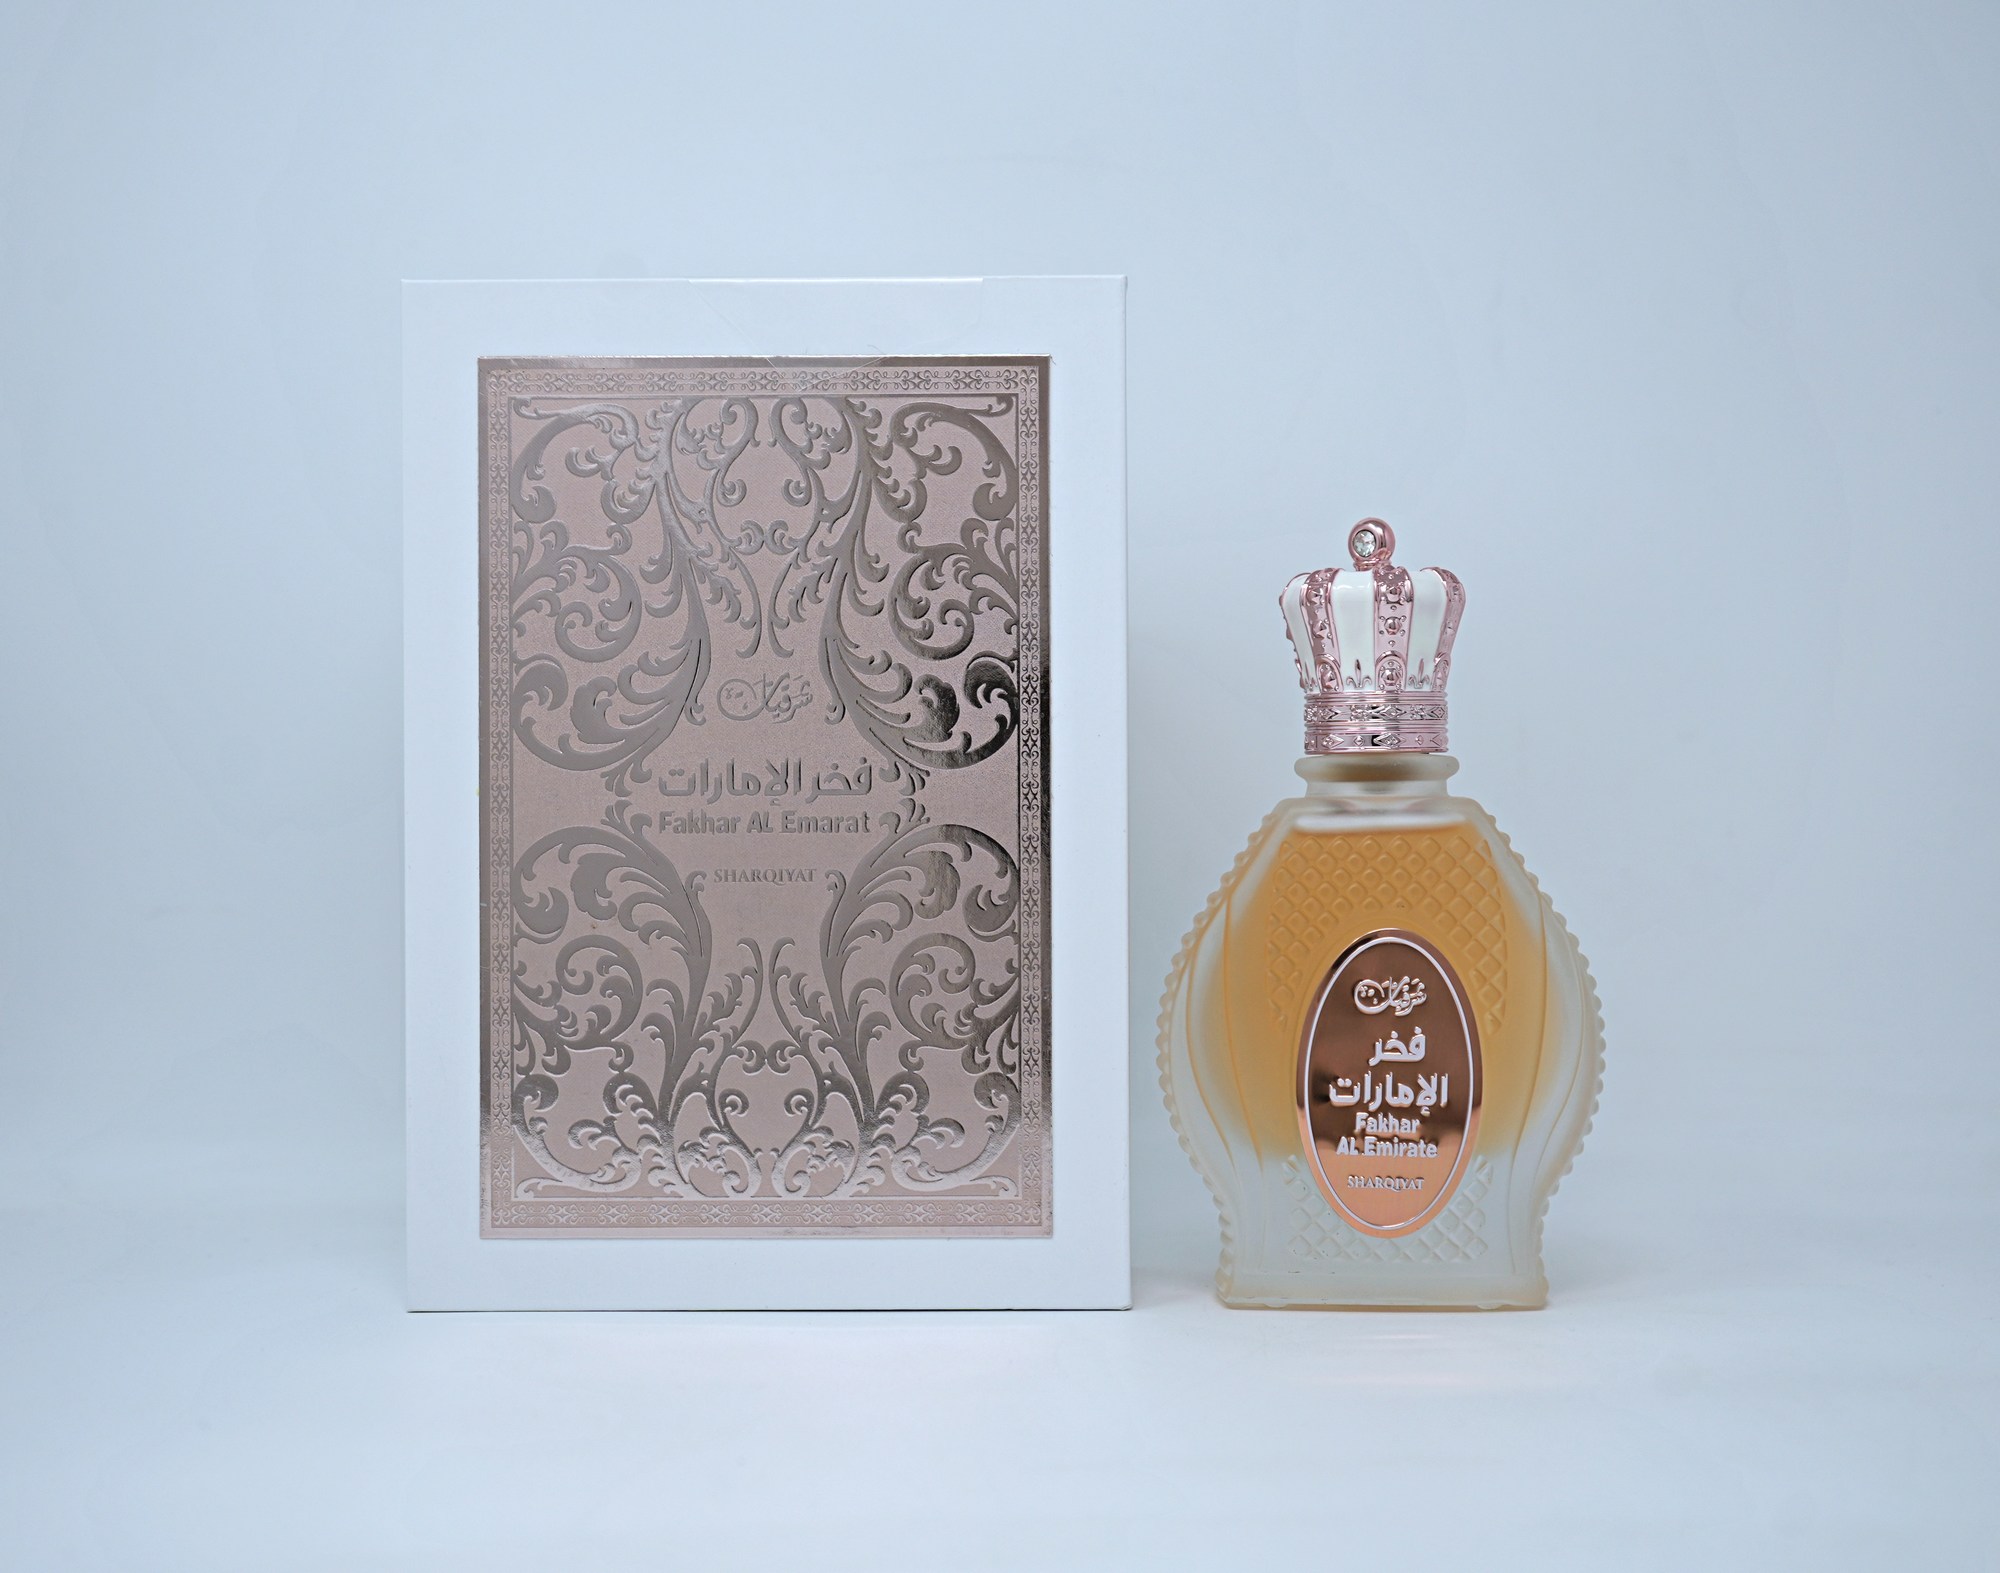 شرقيات
فخر الإمارات
Fakhar AL Emarat
SHARQIYAT
شرقيات
فخر
الإمارات
Fakhar
AL Emirate
SHARQIYAT